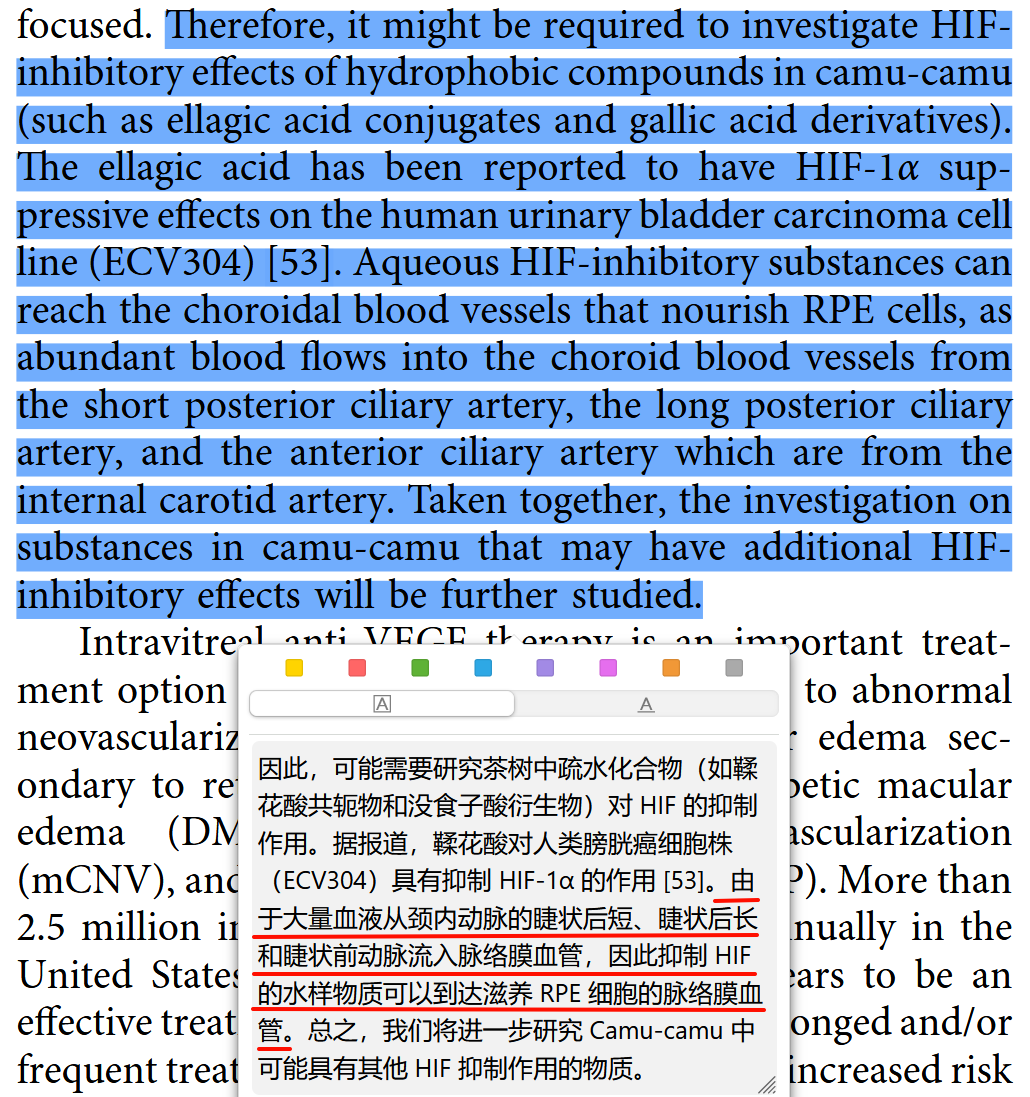 focused. Therefore, it might be required to investigate HIF-
inhibitory effects of hydrophobic compounds in camu-camu
(such as ellagic acid conjugates and gallic acid derivatives).
The ellagic acid has been reported to have HIF-1α sup-
pressive effects on the human urinary bladder carcinoma cell
line (ECV304) [53]. Aqueous HIF-inhibitory substances can
reach the choroidal blood vessels that nourish RPE cells, as
abundant blood flows into the choroid blood vessels from
the short posterior ciliary artery, the long posterior ciliary
artery, and the anterior ciliary artery which are from the
internal carotid artery. Taken together, the investigation on
substances in camu-camu that may have additional HIF-
inhibitory effects will be further studied.
Intravitreal anti-VEGF therapy is an important treat-
ment option to abnormal
neovasculariz edema sec-
ondary to re betic macular
edema (DM ascularization
(mCNV), and P). More than
2.5 million in nually in the
United States ears to be an
effective treat onged and/or
frequent treat increased risk
A A
因此，可能需要研究茶树中疏水化合物（如鞣
花酸共轭物和没食子酸衍生物）对 HIF 的抑制
作用。据报道，鞣花酸对人类膀胱癌细胞株
（ECV304）具有抑制 HIF-1α 的作用 [53]。由
于大量血液从颈内动脉的睫状后短、睫状后长
和睫状前动脉流入脉络膜血管，因此抑制 HIF
的水样物质可以到达滋养 RPE 细胞的脉络膜血
管。总之，我们将进一步研究 Camu-camu 中
可能具有其他 HIF 抑制作用的物质。